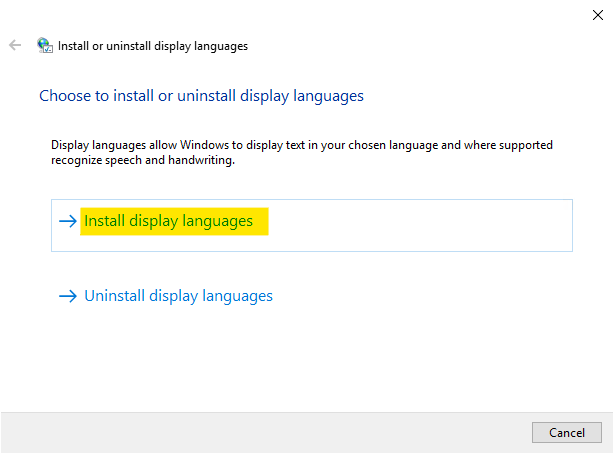 Install or uninstall display languages
Choose to install or uninstall display languages
Display languages allow Windows to display text in your chosen language and where supported
recognize speech and handwriting.
Install display languages
Uninstall display languages
Cancel